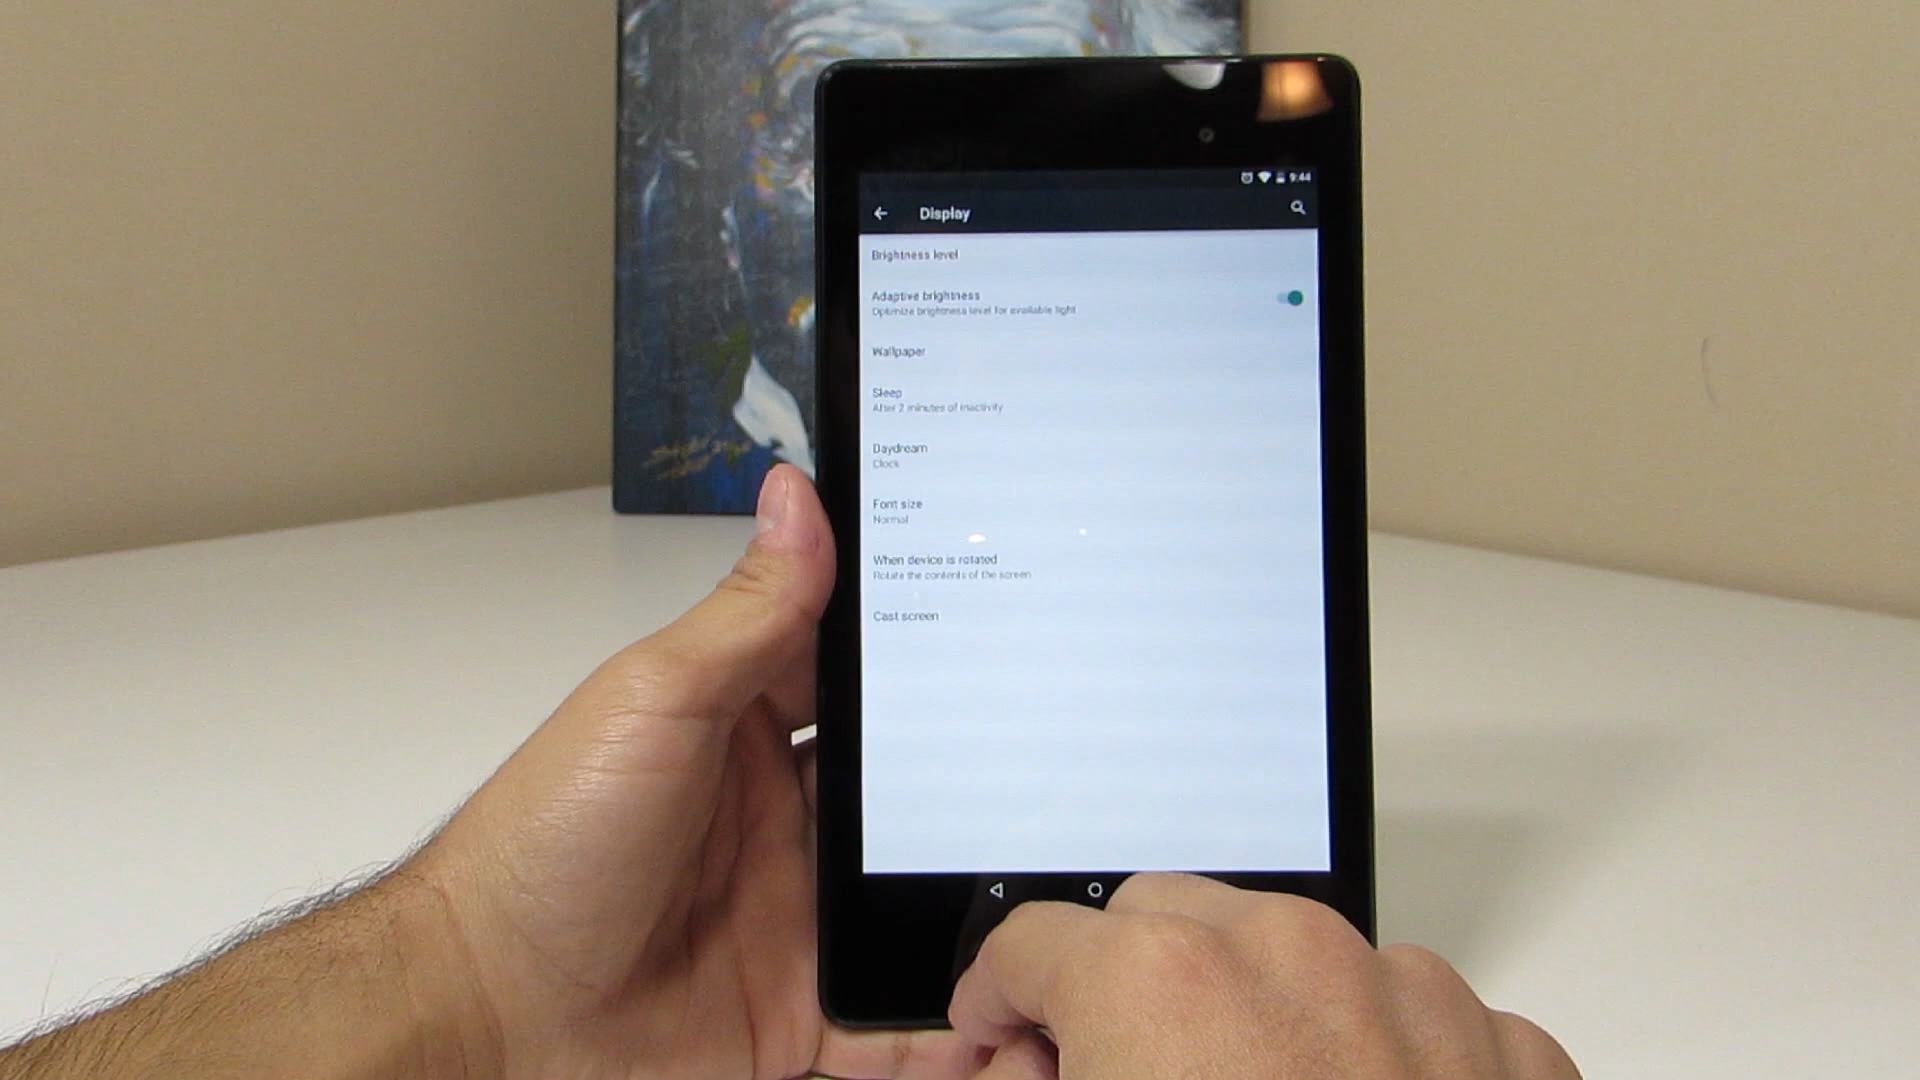 9:44
Display
Brightness level
Adaptive brightness
Optimize brightness level for available light
Wallpaper
Sleep
After 2 minutes of inactivity
Daydream
Clock
Font size
Normal
When device is rotated
Rotate the contents of the screen
Cast screen